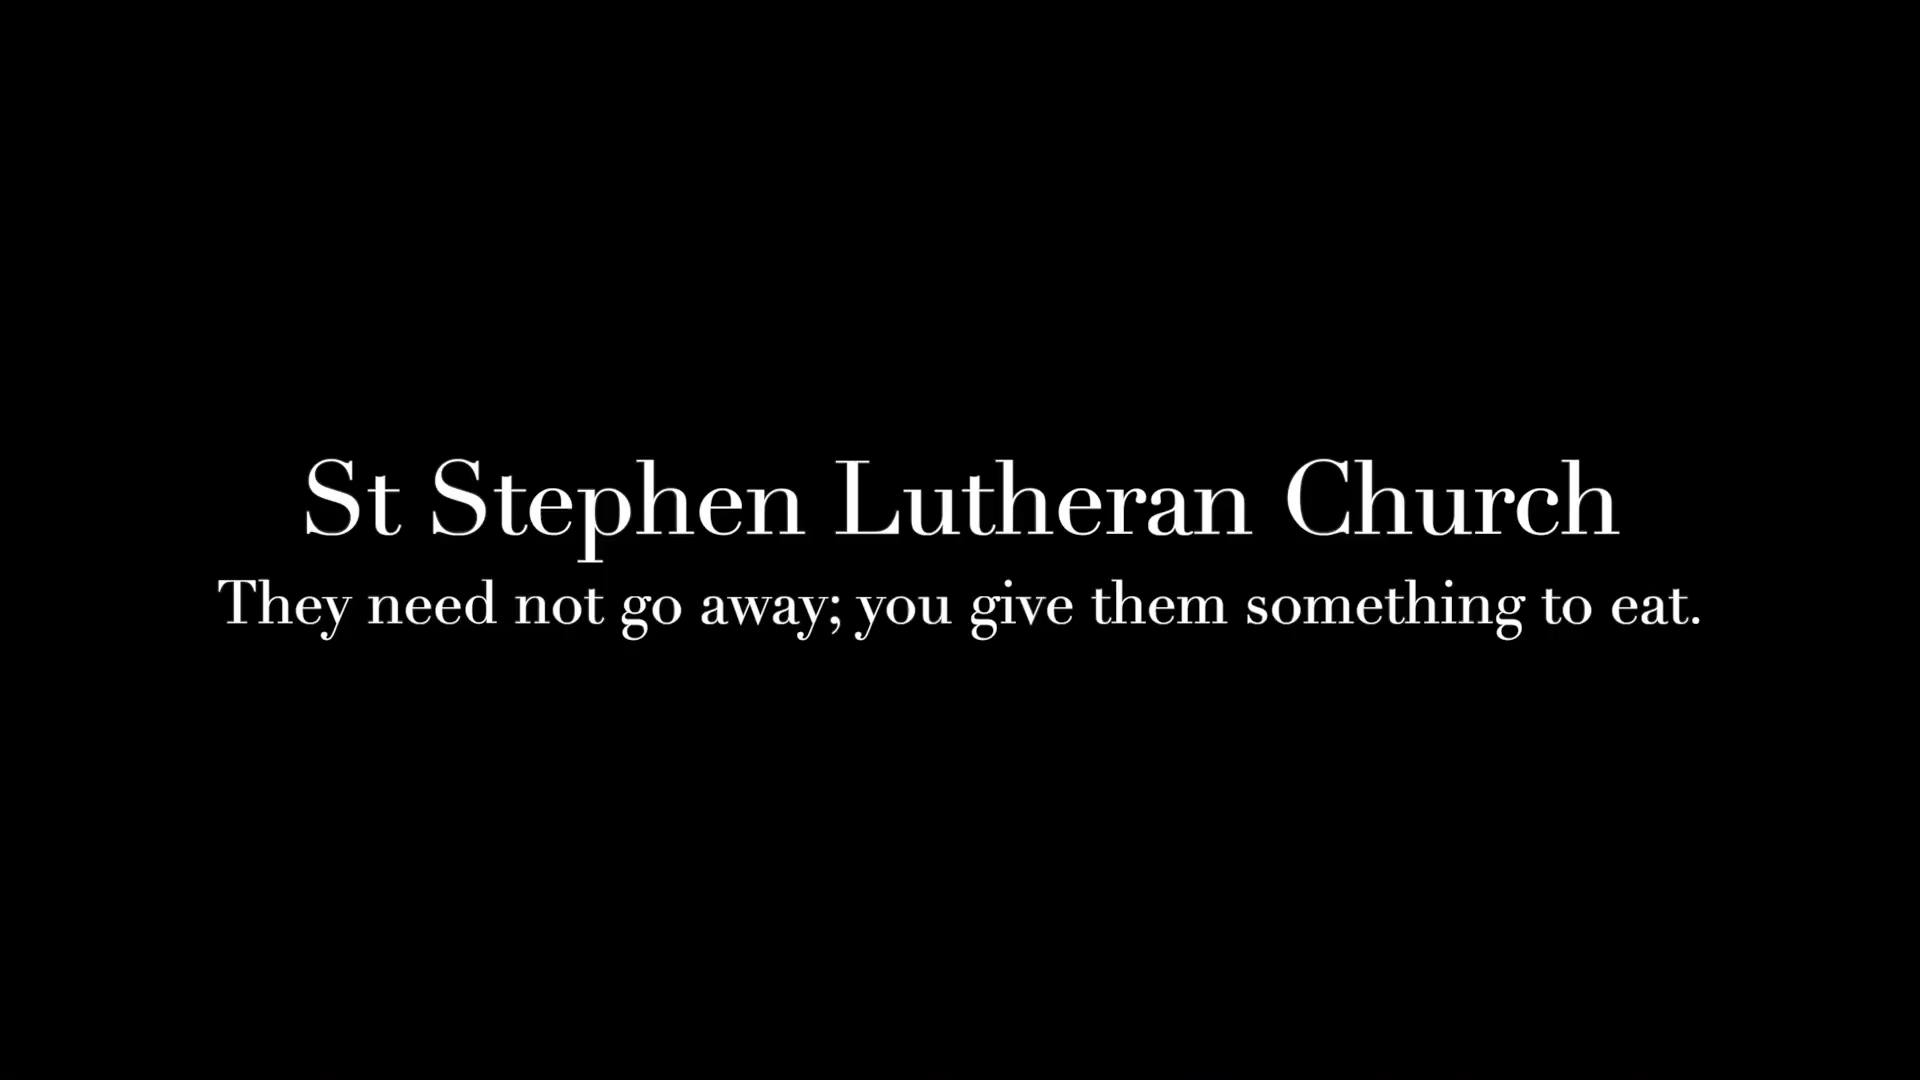 St Stephen Lutheran Church
They need not go away; you give them something to eat.